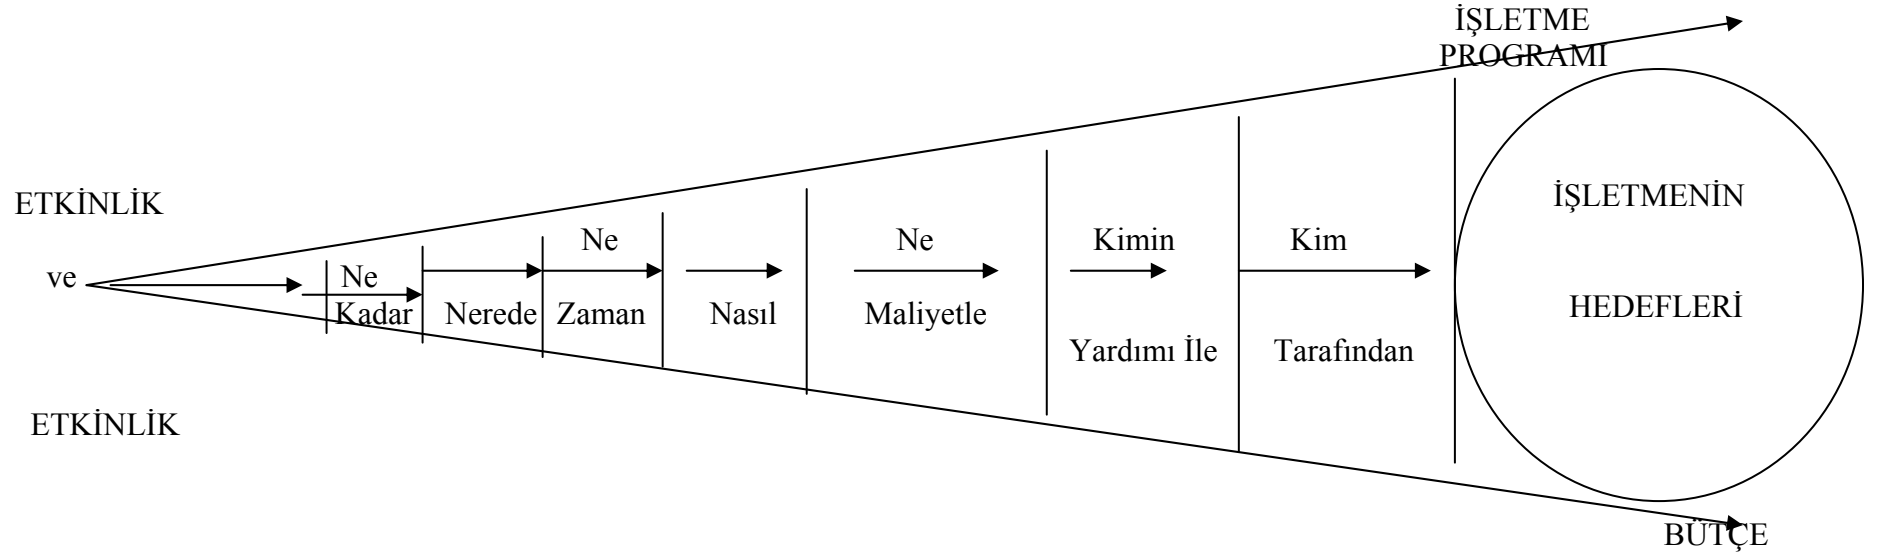 İŞLETME
PROGRAMI
ETKİNLİK
ve
ETKİNLİK
Ne
Kadar
Nerede
Ne
Zaman
Nasıl
Ne
Maliyetle
Kimin
Yardımı İle
Kim
Tarafından
İŞLETMENİN
HEDEFLERİ
BÜTÇE